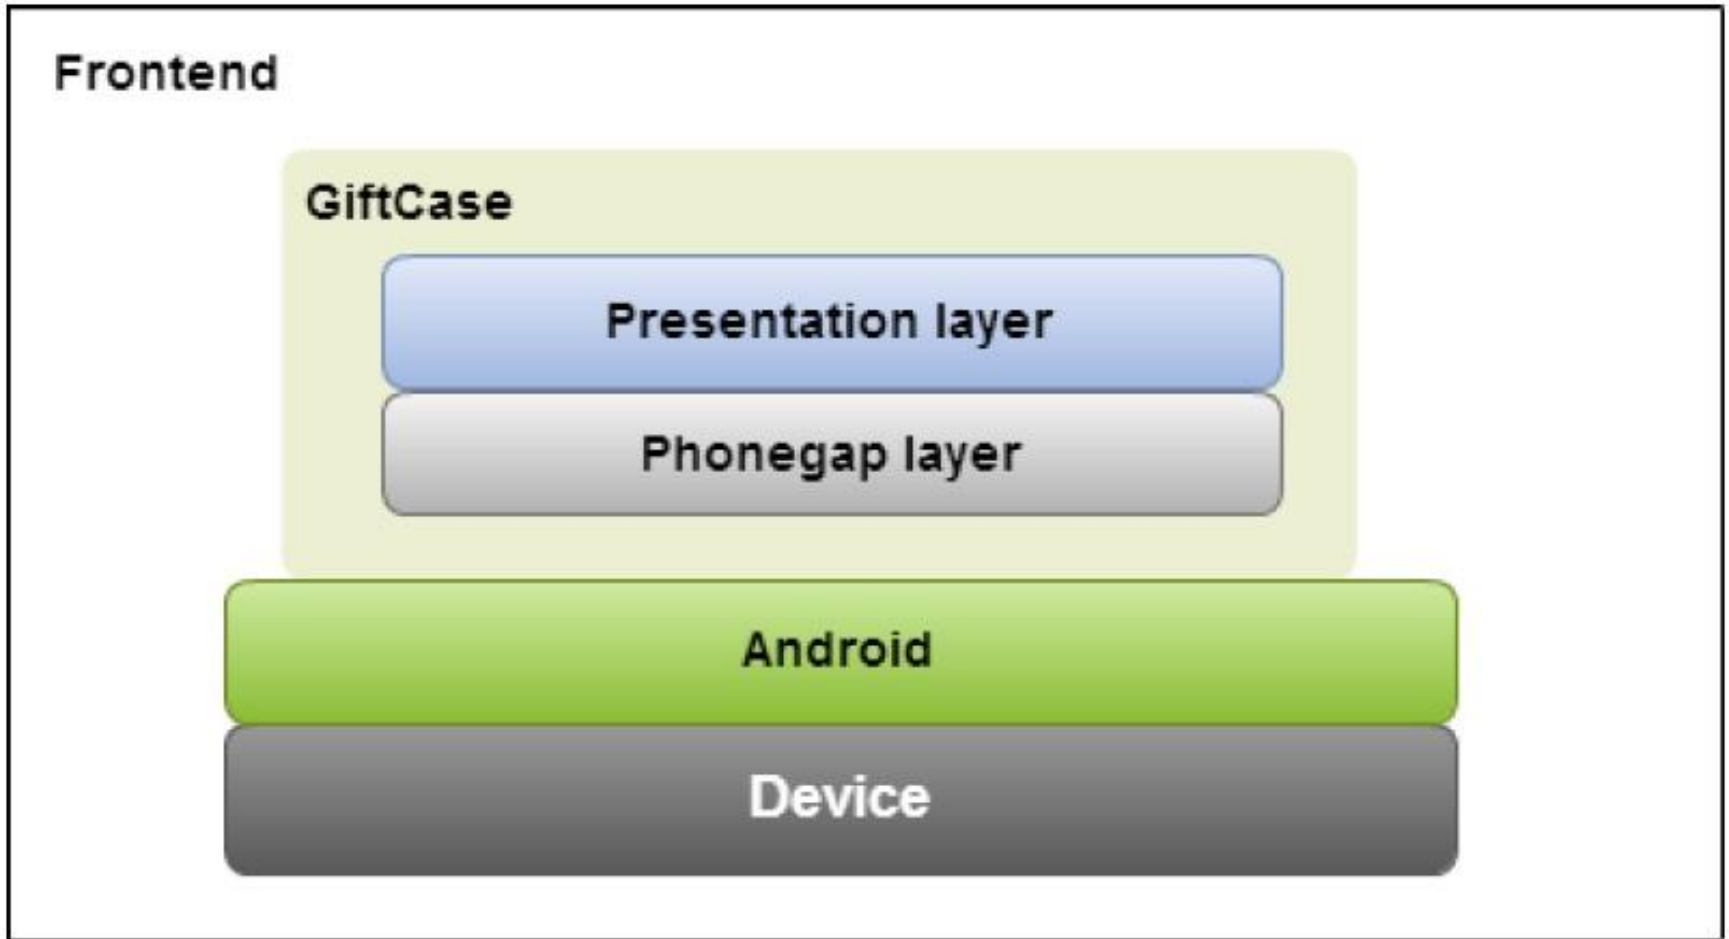 Frontend
GiftCase
Presentation layer
Phonegap layer
Android
Device